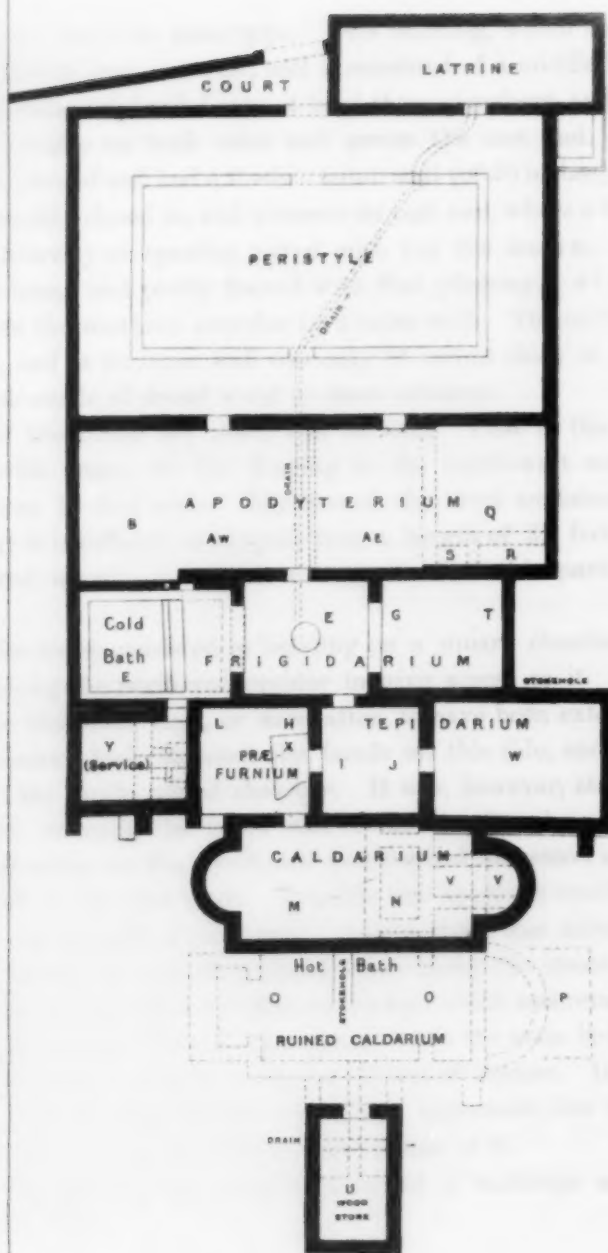 COURT
LATRINE
PERISTYLE
DRAIN
DRAIN
APODYTERIUM
B
AW
AE
Q
S
R
Cold
Bath
E
E
G
T
FRIGIDARIUM
STOKEHOLE
Y
(Service)
L
H
X
PRÆ
FURNIUM
TEPIDARIUM
I
J
W
CALDARIUM
M
N
V
V
Hot Bath
STOKEHOLE
O
O
P
RUINED CALDARIUM
DRAIN
U
WOOD
STORE